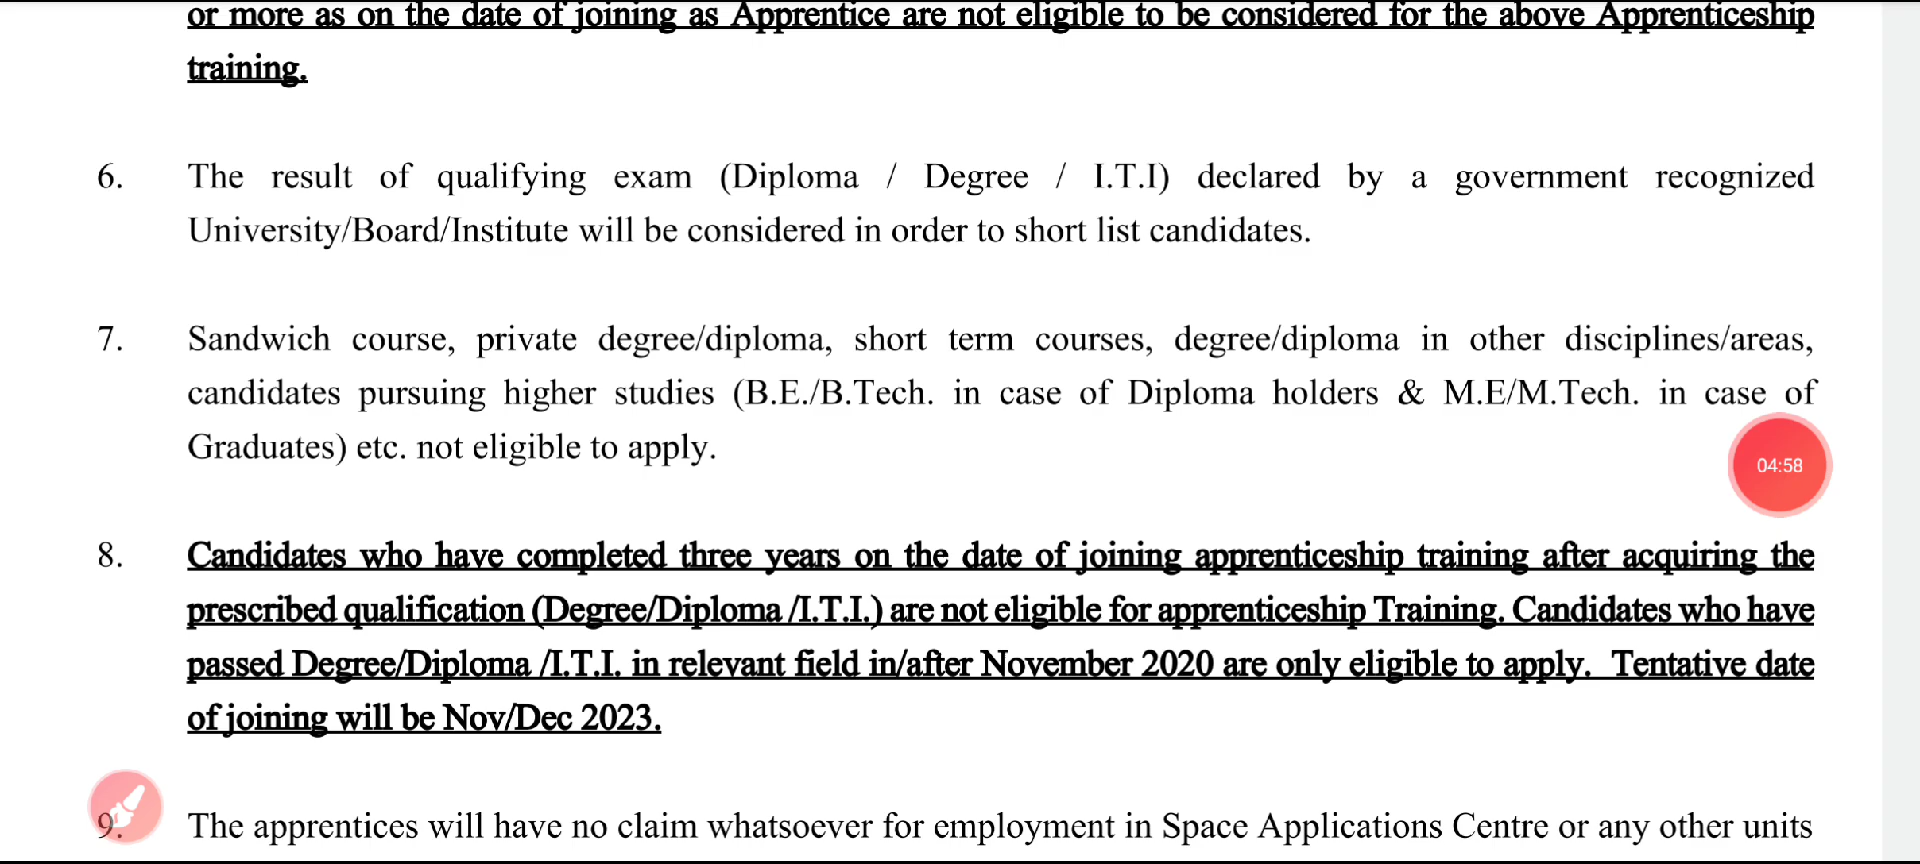 or more as on the date of joining as Apprentice are not eligible to be considered for the above Apprenticeship
training.
6. The result of qualifying exam (Diploma / Degree / I.T.I) declared by a government recognized
University/Board/Institute will be considered in order to short list candidates.
7. Sandwich course, private degree/diploma, short term courses, degree/diploma in other disciplines/areas,
candidates pursuing higher studies (B.E./B.Tech. in case of Diploma holders & M.E/M.Tech. in case of
Graduates) etc. not eligible to apply.
04:58
8. Candidates who have completed three years on the date of joining apprenticeship training after acquiring the
prescribed qualification (Degree/Diploma /I.T.I.) are not eligible for apprenticeship Training. Candidates who have
passed Degree/Diploma /I.T.I. in relevant field in/after November 2020 are only eligible to apply. Tentative date
of joining will be Nov/Dec 2023.
9. The apprentices will have no claim whatsoever for employment in Space Applications Centre or any other units